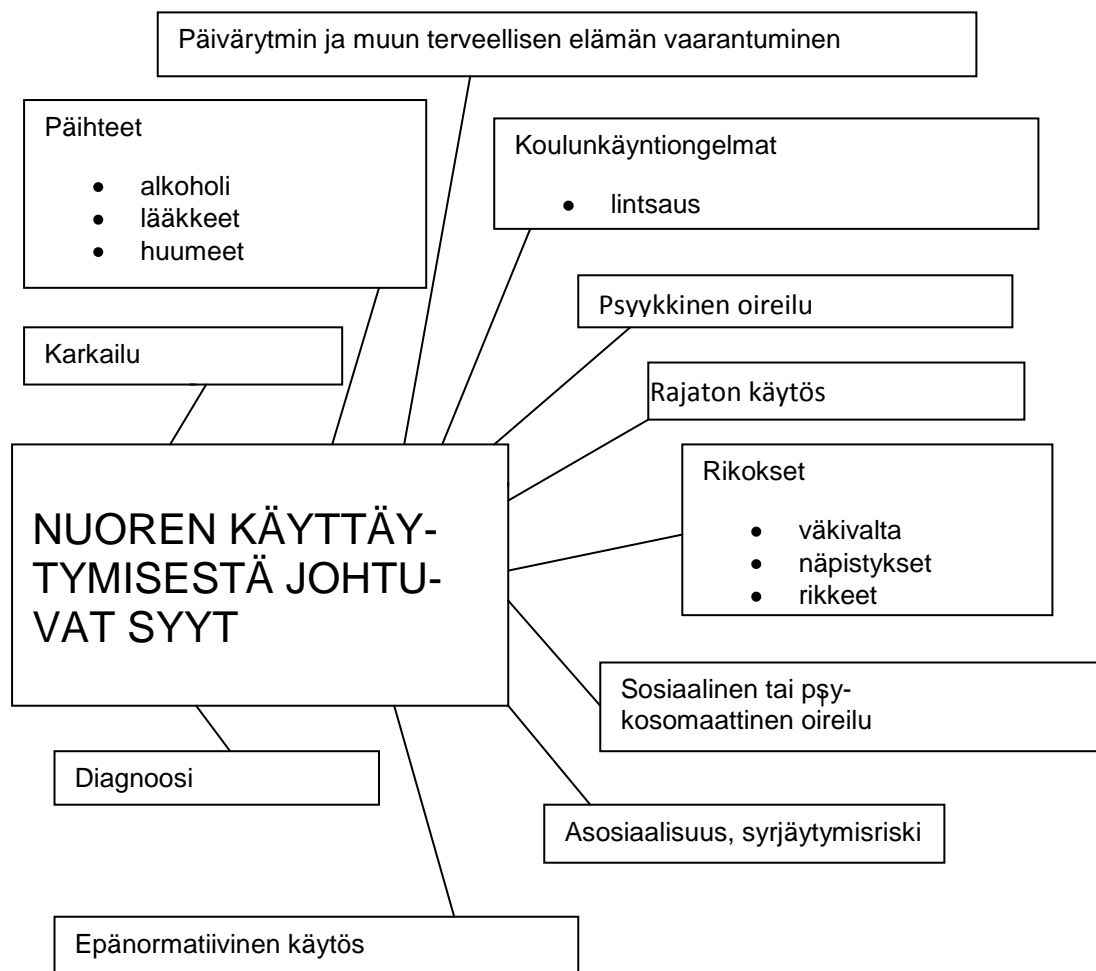 Päivärytmin ja muun terveellisen elämän vaarantuminen
Päihteet
• alkoholi
• lääkkeet
• huumeet
Koulunkäyntiongelmat
• lintsaus
Psyykkinen oireilu
Karkailu
Rajaton käytös
NUOREN KÄYTTÄY-
TYMISESTÄ JOHTU-
VAT SYYT
Rikokset
• väkivalta
• näpistykset
• rikkeet
Sosiaalinen tai psy-
kosomaattinen oireilu
Diagnoosi
Asosiaalisuus, syrjäytymisriski
Epänormatiivinen käytös